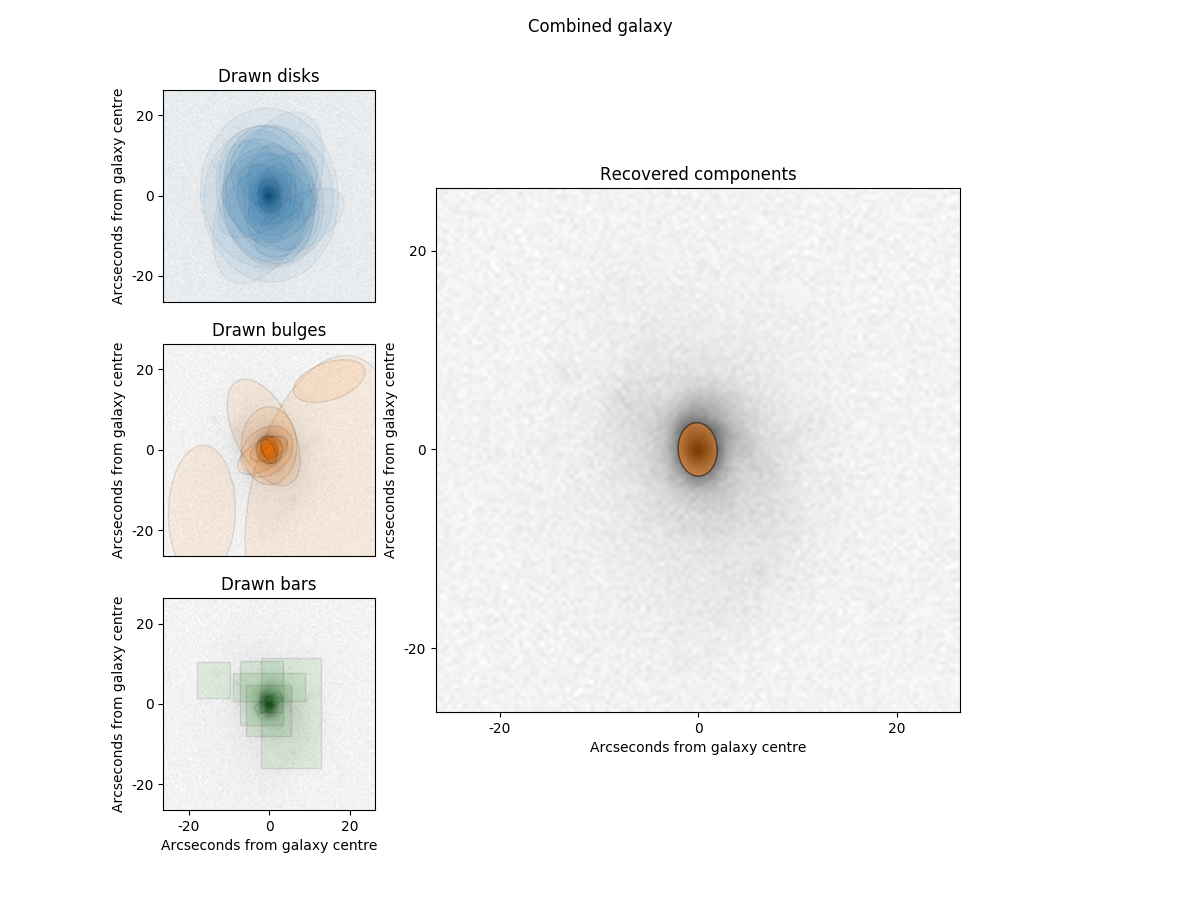 Combined galaxy
Drawn disks
Arcseconds from galaxy centre
20
0
-20
Drawn bulges
Arcseconds from galaxy centre
20
0
-20
Drawn bars
Arcseconds from galaxy centre
20
0
-20
-20 0 20
Arcseconds from galaxy centre
Recovered components
Arcseconds from galaxy centre
20
0
-20
-20 0 20
Arcseconds from galaxy centre